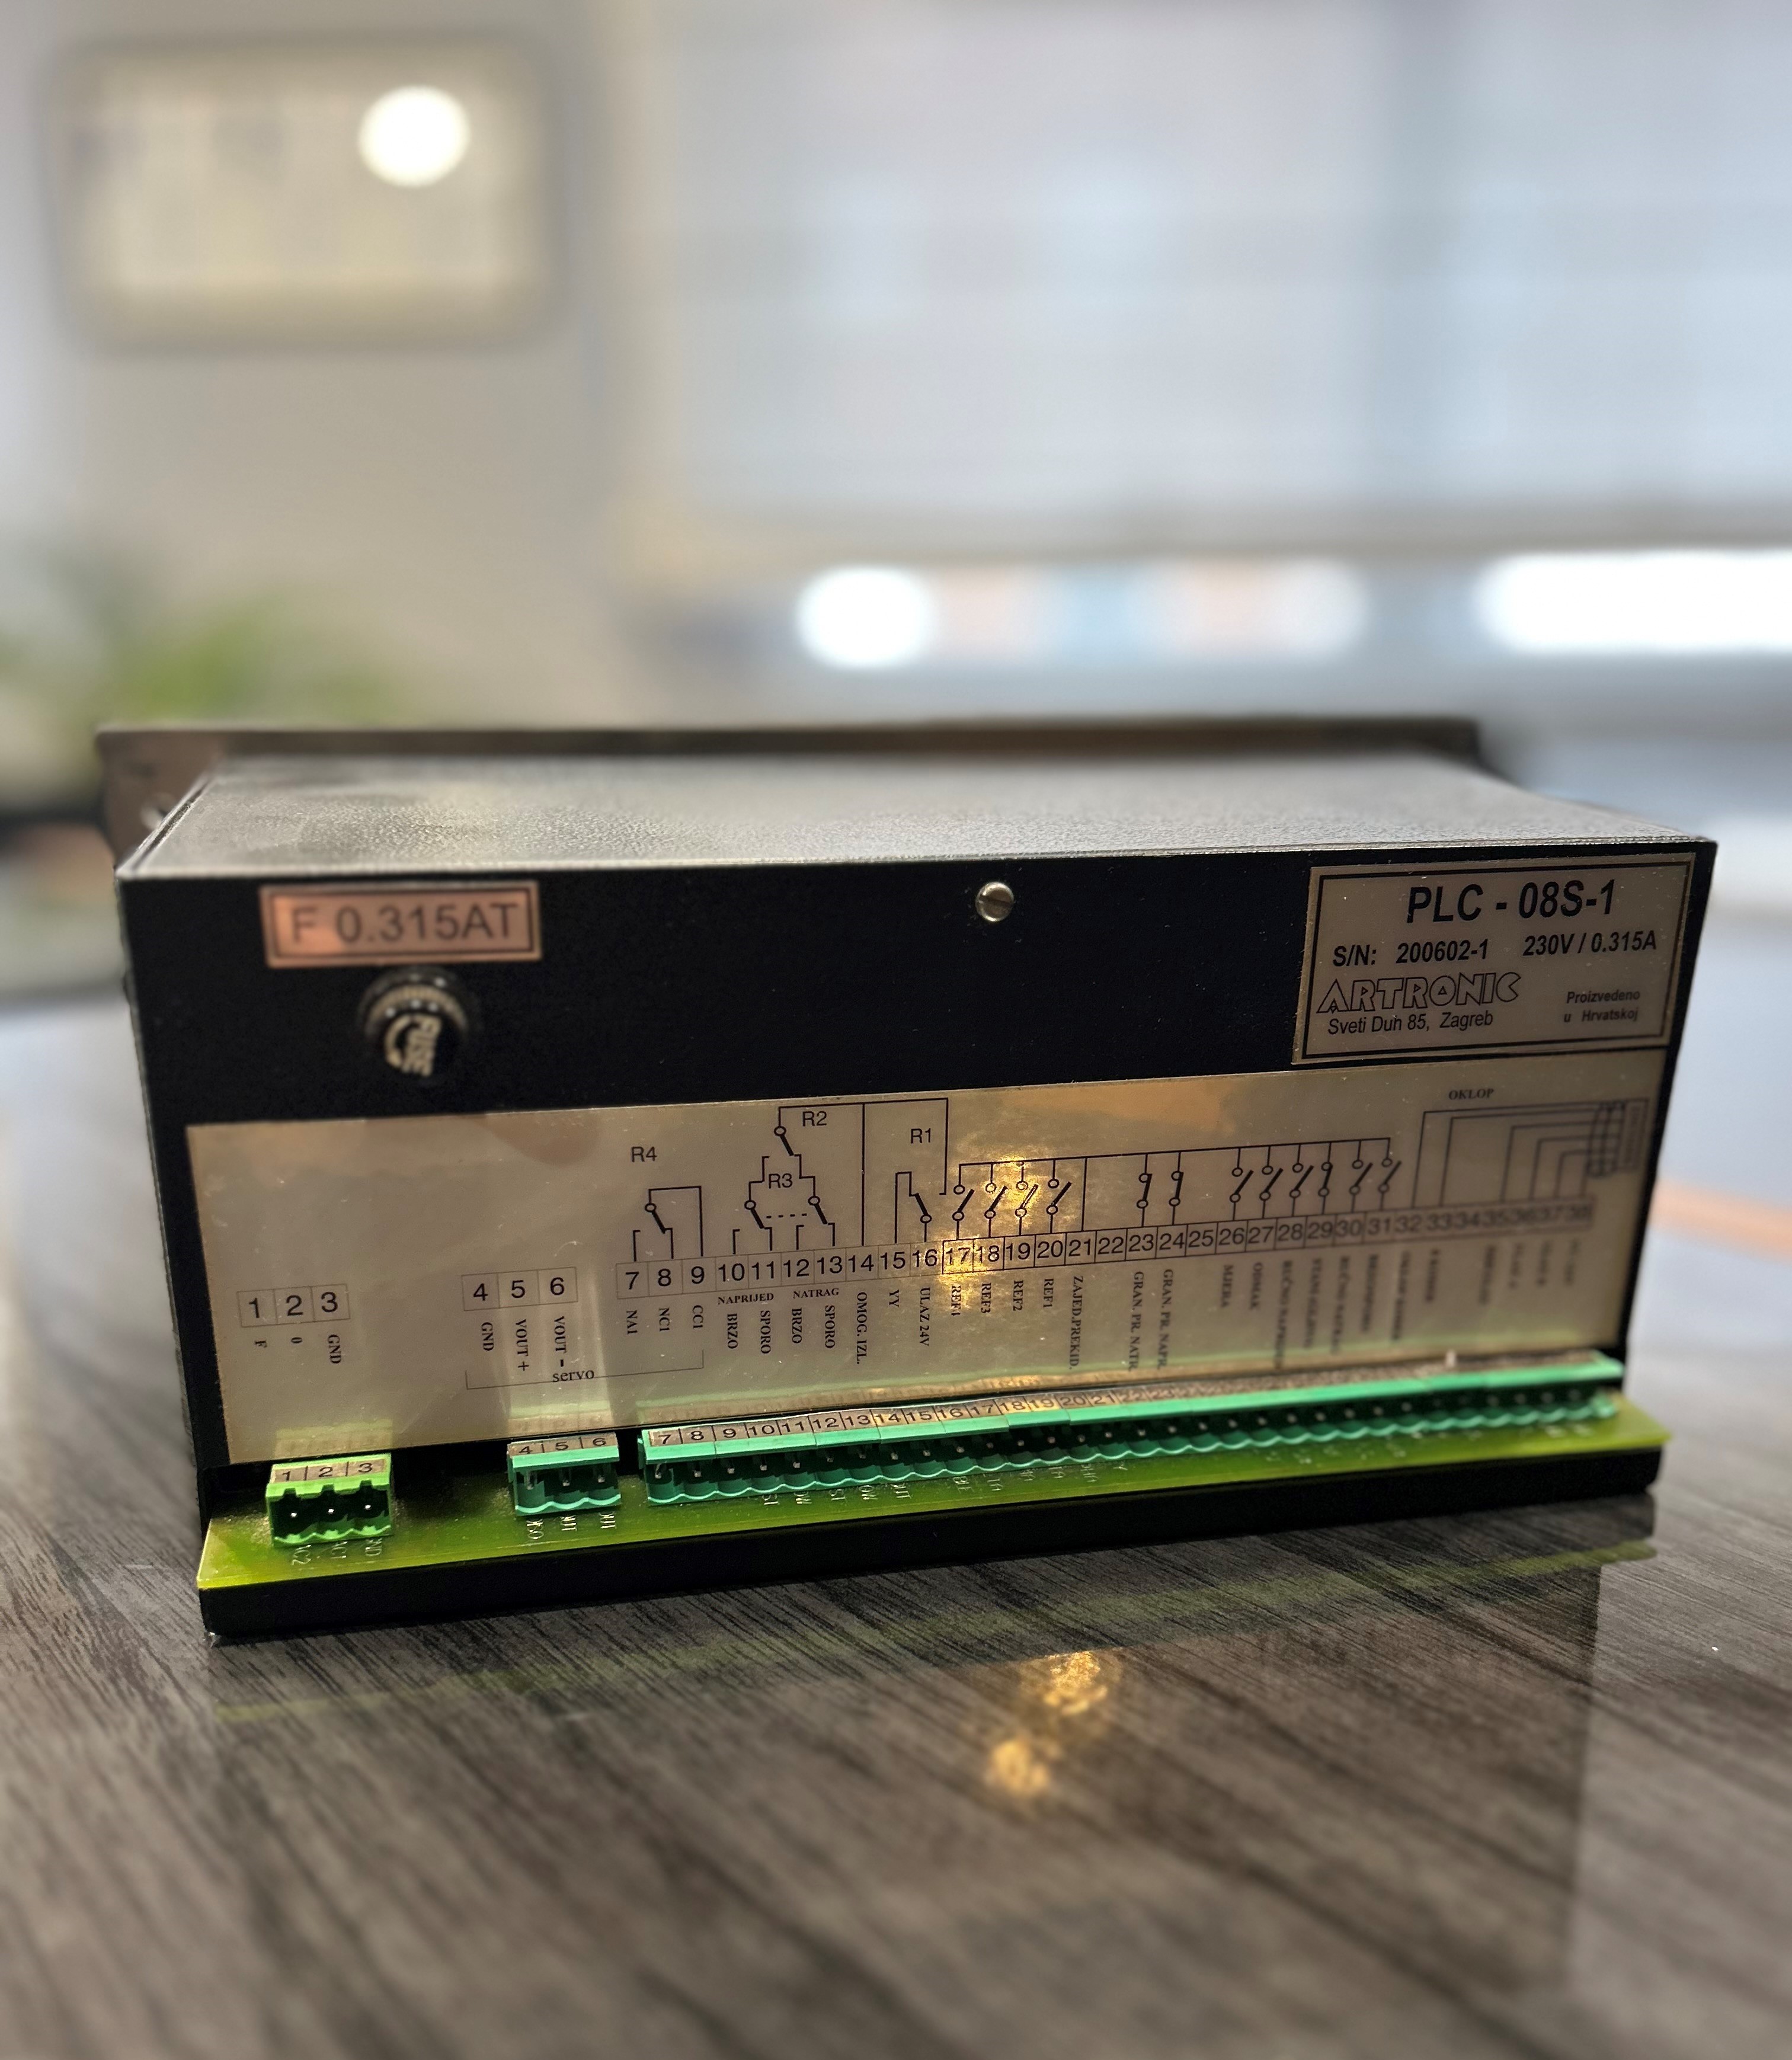 F 0.315AT
FUSE
PLC - 08S-1
S/N: 200602-1 230V / 0.315A
ARTRONIC
Sveti Duh 85, Zagreb
Proizvedeno
u Hrvatskoj
OKLOP
R4
R2
R3
R1
1 2 3
F
0
GND
4 5 6
GND
VOUT +
VOUT -
servo
7 8 9 10 11 12 13 14 15 16 17 18 19 20 21 22 23 24 25 26 27 28 29 30 31 32 33 34 35 36 37 38
NA1
NC1
CC1
NAPRIJED
BRZO
SPORO
NATRAG
BRZO
SPORO
OMOG. IZL.
YY
ULAZ 24V
REF4
REF3
REF2
REF1
ZAJED.PREKID.
GRAN. PR. NATR.
GRAN. PR. NAPR.
MJERA
ODMAK
1 2 3
4 5 6
7 8 9 10 11 12 13 14 15 16 17 18 19 20 21